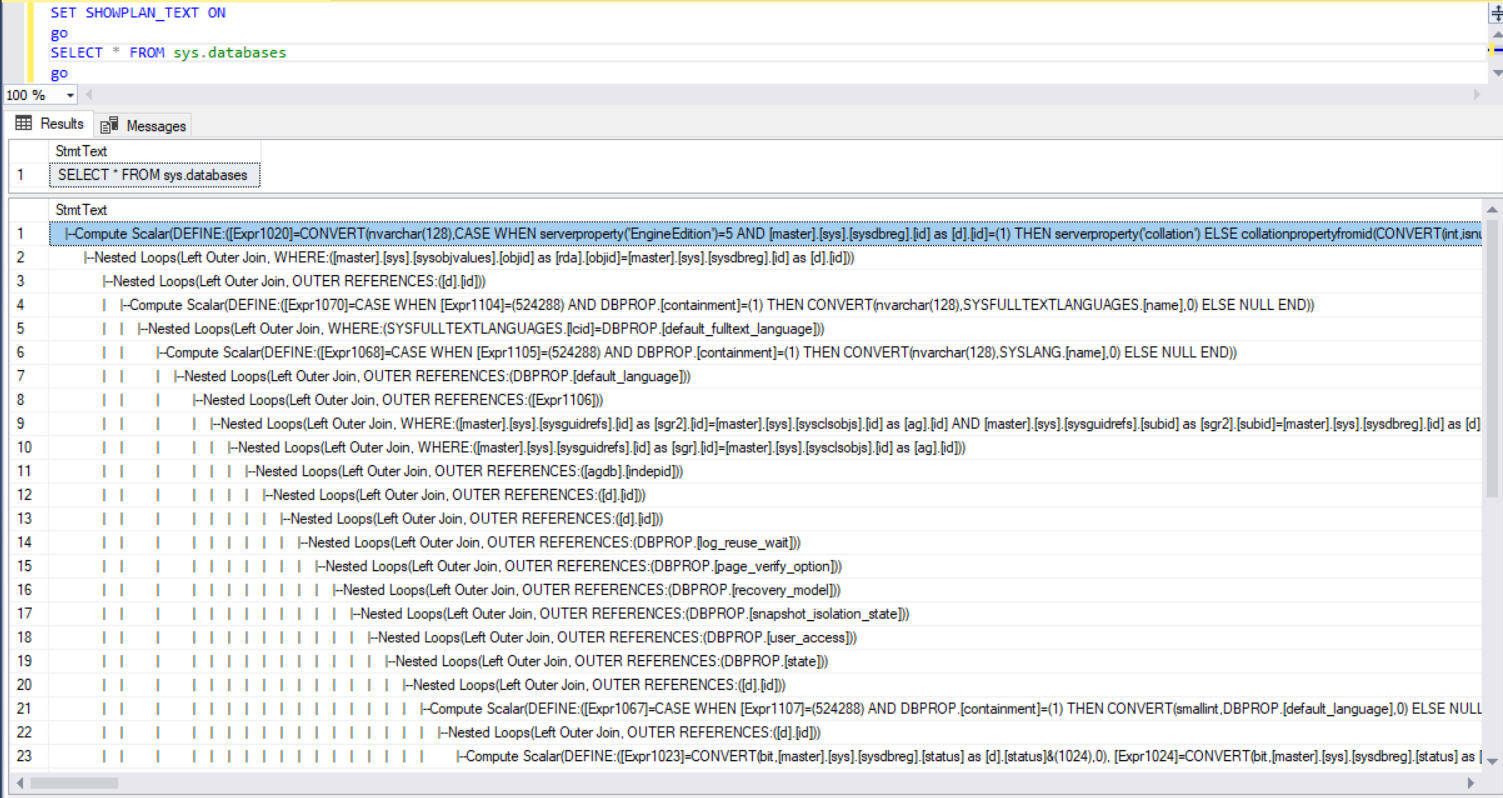 SET SHOWPLAN_TEXT ON
go
SELECT * FROM sys.databases
go
100 %
Results Messages
StmtText
1 SELECT * FROM sys.databases
StmtText
1 |--Compute Scalar(DEFINE:([Expr1020]=CONVERT(nvarchar(128),CASE WHEN serverproperty('EngineEdition')=5 AND [master].[sys].[sysdbreg].[id] as [d].[id]=(1) THEN serverproperty('collation') ELSE collationpropertyfromid(CONVERT(int,isnu
2 |--Nested Loops(Left Outer Join, WHERE:([master].[sys].[sysobjvalues].[objid] as [rda].[objid]=[master].[sys].[sysdbreg].[id] as [d].[id]))
3 |--Nested Loops(Left Outer Join, OUTER REFERENCES:([d].[id]))
4 | |--Compute Scalar(DEFINE:([Expr1070]=CASE WHEN [Expr1104]=(524288) AND DBPROP.[containment]=(1) THEN CONVERT(nvarchar(128),SYSFULLTEXTLANGUAGES.[name],0) ELSE NULL END))
5 | | |--Nested Loops(Left Outer Join, WHERE:(SYSFULLTEXTLANGUAGES.[lcid]=DBPROP.[default_fulltext_language]))
6 | | |--Compute Scalar(DEFINE:([Expr1068]=CASE WHEN [Expr1105]=(524288) AND DBPROP.[containment]=(1) THEN CONVERT(nvarchar(128),SYSLANG.[name],0) ELSE NULL END))
7 | | | |--Nested Loops(Left Outer Join, OUTER REFERENCES:(DBPROP.[default_language]))
8 | | | |--Nested Loops(Left Outer Join, OUTER REFERENCES:([Expr1106]))
9 | | | | |--Nested Loops(Left Outer Join, WHERE:([master].[sys].[sysguidrefs].[id] as [sgr2].[id]=[master].[sys].[sysclsobjs].[id] as [ag].[id] AND [master].[sys].[sysguidrefs].[subid] as [sgr2].[subid]=[master].[sys].[sysdbreg].[id] as [d]
10 | | | | | |--Nested Loops(Left Outer Join, WHERE:([master].[sys].[sysguidrefs].[id] as [sgr].[id]=[master].[sys].[sysclsobjs].[id] as [ag].[id]))
11 | | | | | | |--Nested Loops(Left Outer Join, OUTER REFERENCES:([agdb].[indepid]))
12 | | | | | | | |--Nested Loops(Left Outer Join, OUTER REFERENCES:([d].[id]))
13 | | | | | | | | |--Nested Loops(Left Outer Join, OUTER REFERENCES:([d].[id]))
14 | | | | | | | | | |--Nested Loops(Left Outer Join, OUTER REFERENCES:(DBPROP.[log_reuse_wait]))
15 | | | | | | | | | | |--Nested Loops(Left Outer Join, OUTER REFERENCES:(DBPROP.[page_verify_option]))
16 | | | | | | | | | | | |--Nested Loops(Left Outer Join, OUTER REFERENCES:(DBPROP.[recovery_model]))
17 | | | | | | | | | | | | |--Nested Loops(Left Outer Join, OUTER REFERENCES:(DBPROP.[snapshot_isolation_state]))
18 | | | | | | | | | | | | | |--Nested Loops(Left Outer Join, OUTER REFERENCES:(DBPROP.[user_access]))
19 | | | | | | | | | | | | | | |--Nested Loops(Left Outer Join, OUTER REFERENCES:(DBPROP.[state]))
20 | | | | | | | | | | | | | | | |--Nested Loops(Left Outer Join, OUTER REFERENCES:([d].[id]))
21 | | | | | | | | | | | | | | | | |--Compute Scalar(DEFINE:([Expr1067]=CASE WHEN [Expr1107]=(524288) AND DBPROP.[containment]=(1) THEN CONVERT(smallint,DBPROP.[default_language],0) ELSE NULL
22 | | | | | | | | | | | | | | | | | |--Nested Loops(Left Outer Join, OUTER REFERENCES:([d].[id]))
23 | | | | | | | | | | | | | | | | | |--Compute Scalar(DEFINE:([Expr1023]=CONVERT(bit,[master].[sys].[sysdbreg].[status] as [d].[status]&(1024),0), [Expr1024]=CONVERT(bit,[master].[sys].[sysdbreg].[status] as [